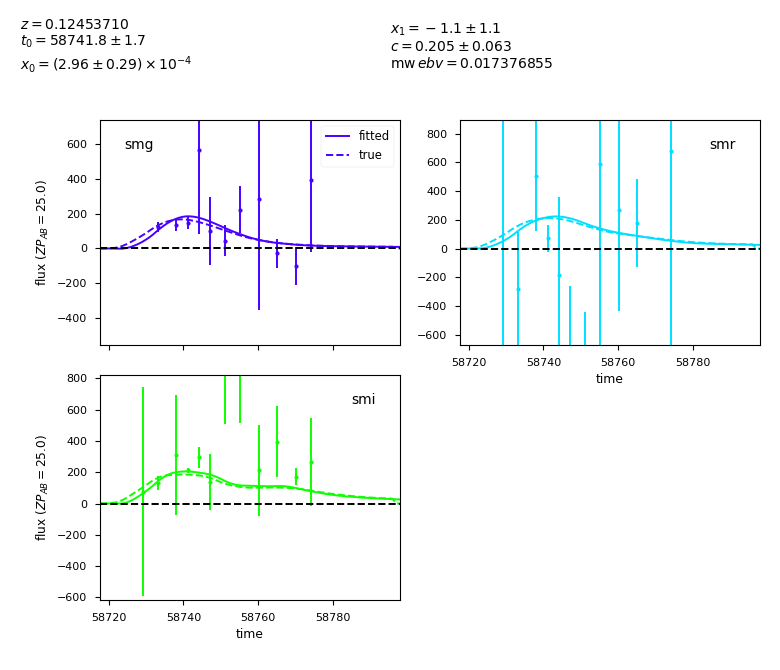 z = 0.12453710
t0 = 58741.8 ± 1.7
x0 = (2.96 ± 0.29) × 10^−4
x1 = −1.1 ± 1.1
c = 0.205 ± 0.063
mwebv = 0.017376855
smg
fitted
true
600
400
200
0
−200
−400
flux (ZP_AB = 25.0)
smr
800
600
400
200
0
−200
−400
−600
58720 58740 58760 58780
time
smi
800
600
400
200
0
−200
−400
−600
flux (ZP_AB = 25.0)
58720 58740 58760 58780
time